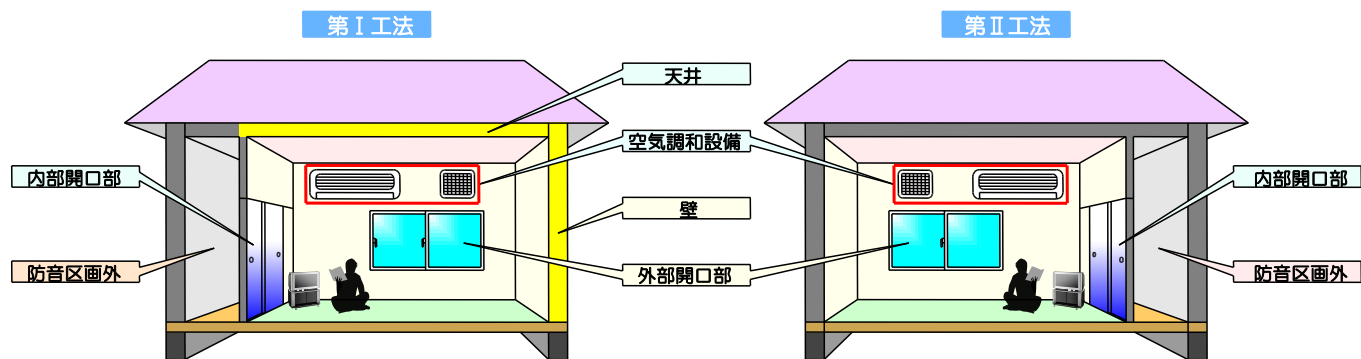 第Ⅰ工法
第Ⅱ工法
天井
空気調和設備
内部開口部
内部開口部
壁
防音区画外
外部開口部
防音区画外